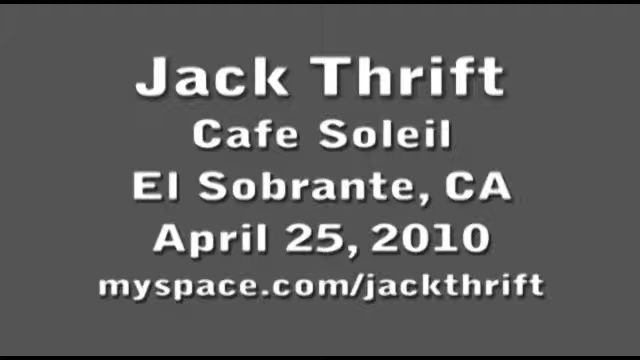 Jack Thrift
Cafe Soleil
El Sobrante, CA
April 25, 2010
myspace.com/jackthrift